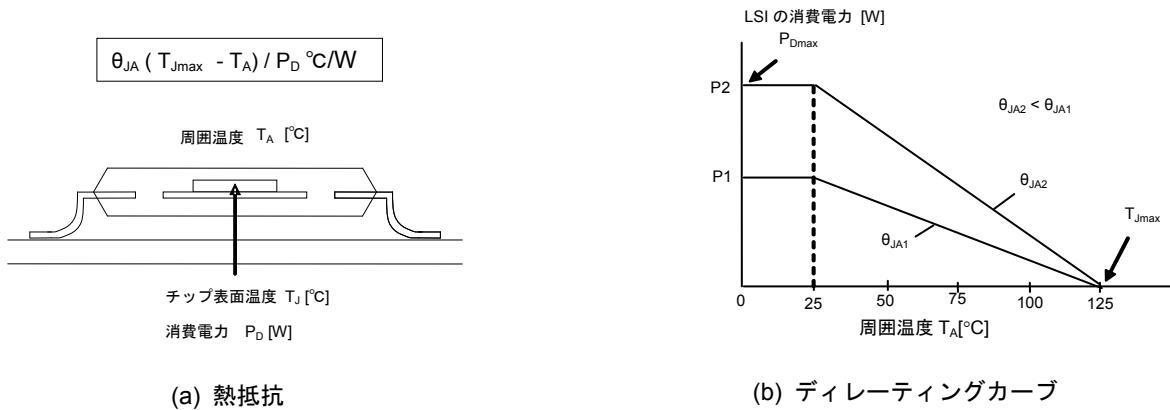 θJA ( TJmax - TA) / PD °C/W
周囲温度 TA [°C]
チップ表面温度 TJ [°C]
消費電力 PD [W]
(a) 熱抵抗
LSI の消費電力 [W]
PDmax
P2
θJA2 < θJA1
P1
θJA2
TJmax
θJA1
0
25
50
75
100
125
周囲温度 TA[°C]
(b) ディレーティングカーブ